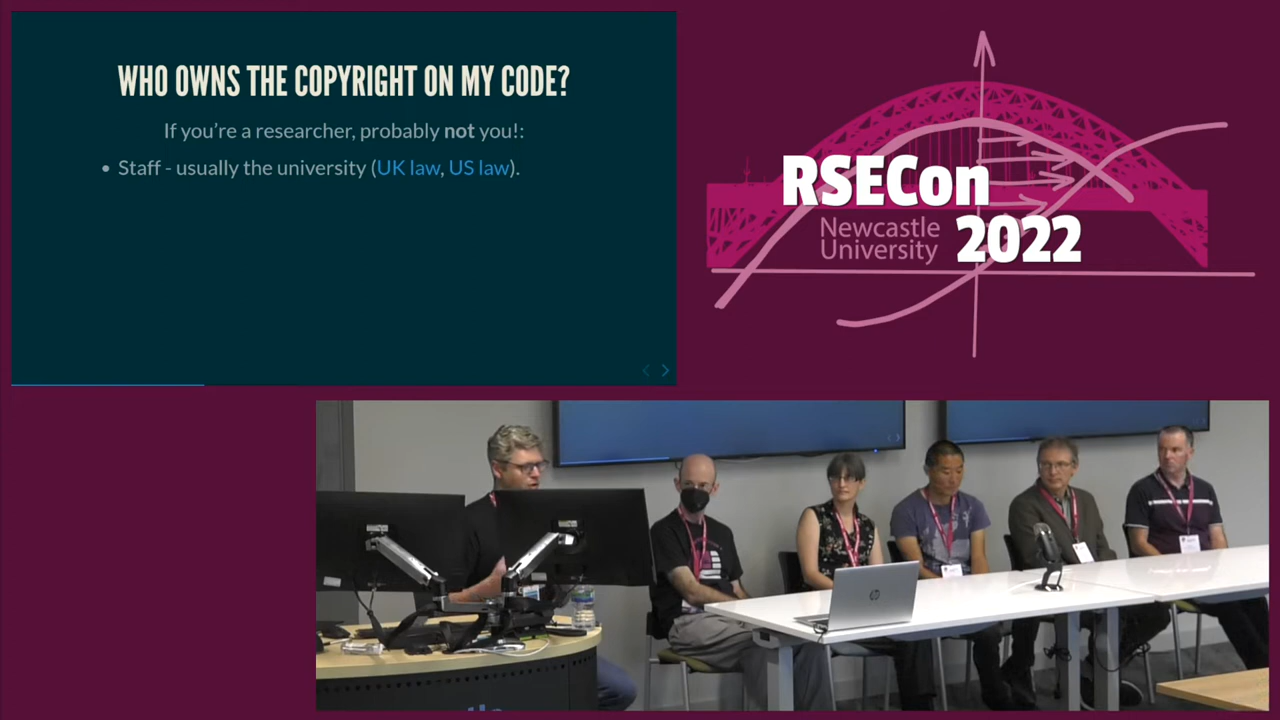 WHO OWNS THE COPYRIGHT ON MY CODE?
If you're a researcher, probably not you!:
• Staff - usually the university (UK law, US law).
RSECon
Newcastle
University
2022
hp